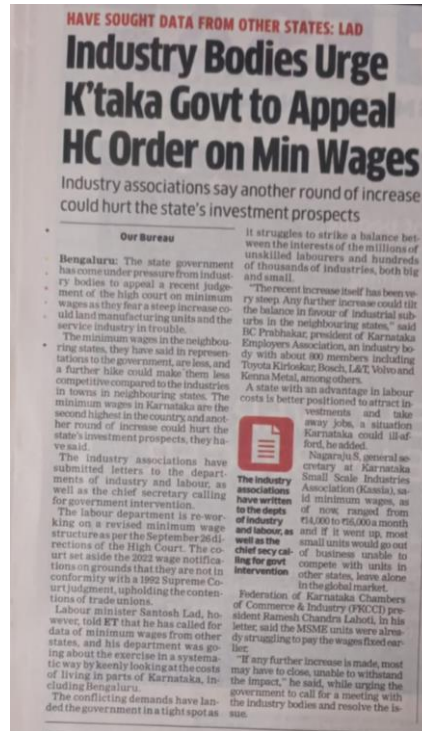 HAVE SOUGHT DATA FROM OTHER STATES: LAD
Industry Bodies Urge
K'taka Govt to Appeal
HC Order on Min Wages
Industry associations say another round of increase
could hurt the state's investment prospects
Our Bureau
Bengaluru: The state government
has come under pressure from indust-
ry bodies to appeal a recent judge-
ment of the high court on minimum
wages as they fear a steep increase co-
uld land manufacturing units and the
service industry in trouble.
The minimum wages in the neighbou-
ring states, they have said in represen-
tations to the government, are less, and
a further hike could make them less
competitive compared to the industries
in towns in neighbouring states. The
minimum wages in Karnataka are the
second highest in the country, and anot-
her round of increase could hurt the
state's investment prospects, they ha-
ve said.
The industry associations have
submitted letters to the depart-
ments of industry and labour, as
well as the chief secretary calling
for government intervention.
The labour department is re-wor-
king on a revised minimum wage
structure as per the September 26 di-
rections of the High Court. The co-
urt set aside the 2022 wage notifica-
tions on grounds that they are not in
conformity with a 1992 Supreme Co-
urt judgment, upholding the conten-
tions of trade unions.
Labour minister Santosh Lad, ho-
wever, told ET that he has called for
data of minimum wages from other
states, and his department was go-
ing about the exercise in a systema-
tic way by keenly looking at the costs
of living in parts of Karnataka, in-
cluding Bengaluru.
The conflicting demands have lan-
ded the government in a tight spot as
it struggles to strike a balance bet-
ween the interests of the millions of
unskilled labourers and hundreds
of thousands of industries, both big
and small.
"The recent increase itself has been ve-
ry steep. Any further increase could tilt
the balance in favour of industrial sub-
urbs in the neighbouring states," said
BC Prabhakar, president of Karnataka
Employers Association, an industry bo-
dy with about 800 members including
Toyota Kirloskar, Bosch, L&T, Volvo and
Kenna Metal, among others.
A state with an advantage in labour
costs is better positioned to attract in-
vestments and take
away jobs, a situation
Karnataka could ill-af-
ford, he added.
Nagaraju S, general se-
cretary at Karnataka
Small Scale Industries
Association (Kassia), sa-
id minimum wages, as
of now, ranged from
₹14,000 to ₹16,000 a month
and if it went up, most
small units would go out
of business unable to
compete with units in
other states, leave alone
in the global market.
The industry
associations
have written
to the depts
of industry
and labour, as
well as the
chief secy cal-
ling for govt
intervention
Federation of Karnataka Chambers
of Commerce & Industry (FKCCI) pre-
sident Ramesh Chandra Lahoti, in his
letter, said the MSME units were alrea-
dy struggling to pay the wages fixed ear-
lier.
"If any further increase is made, most
may have to close, unable to withstand
the impact," he said, while urging the
government to call for a meeting with
the industry bodies and resolve the is-
sue.